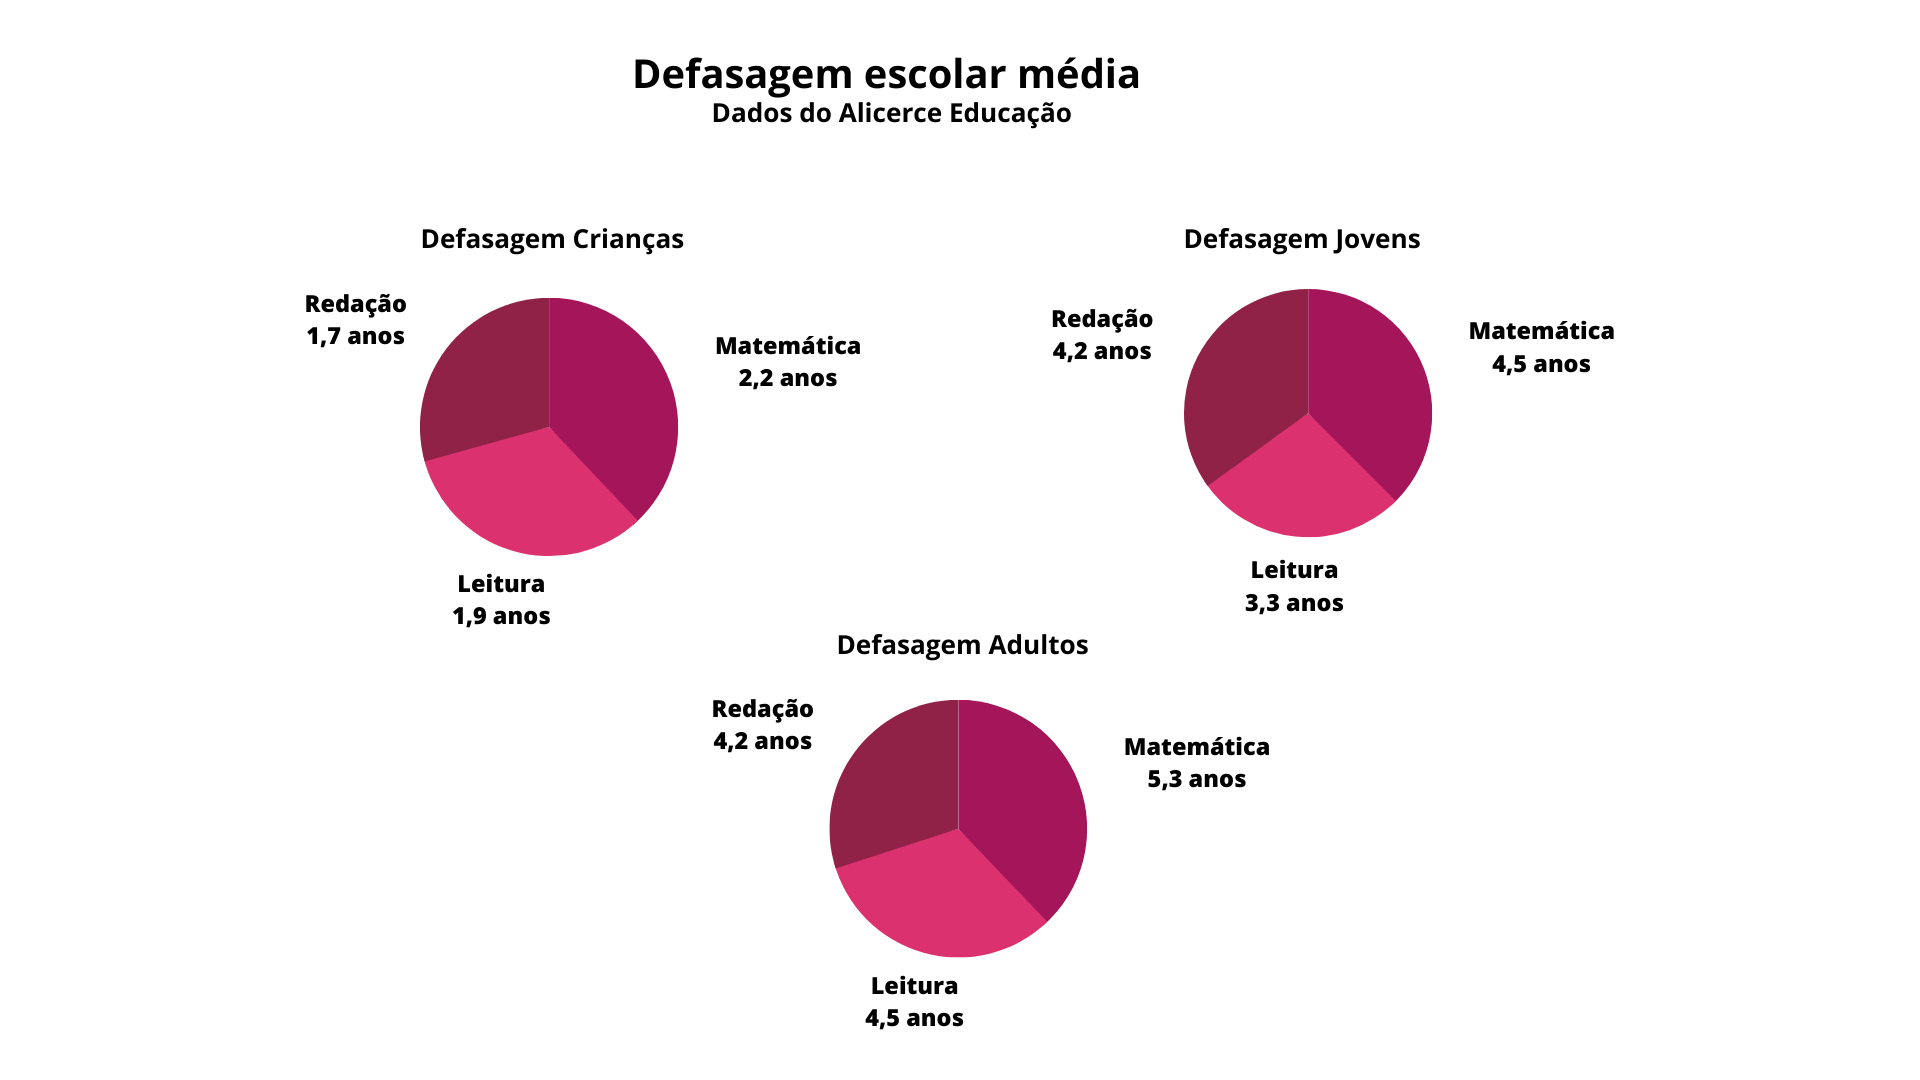 Defasagem escolar média
Dados do Alicerce Educação
Defasagem Crianças
Redação
1,7 anos
Matemática
2,2 anos
Leitura
1,9 anos
Defasagem Jovens
Redação
4,2 anos
Matemática
4,5 anos
Leitura
3,3 anos
Defasagem Adultos
Redação
4,2 anos
Matemática
5,3 anos
Leitura
4,5 anos